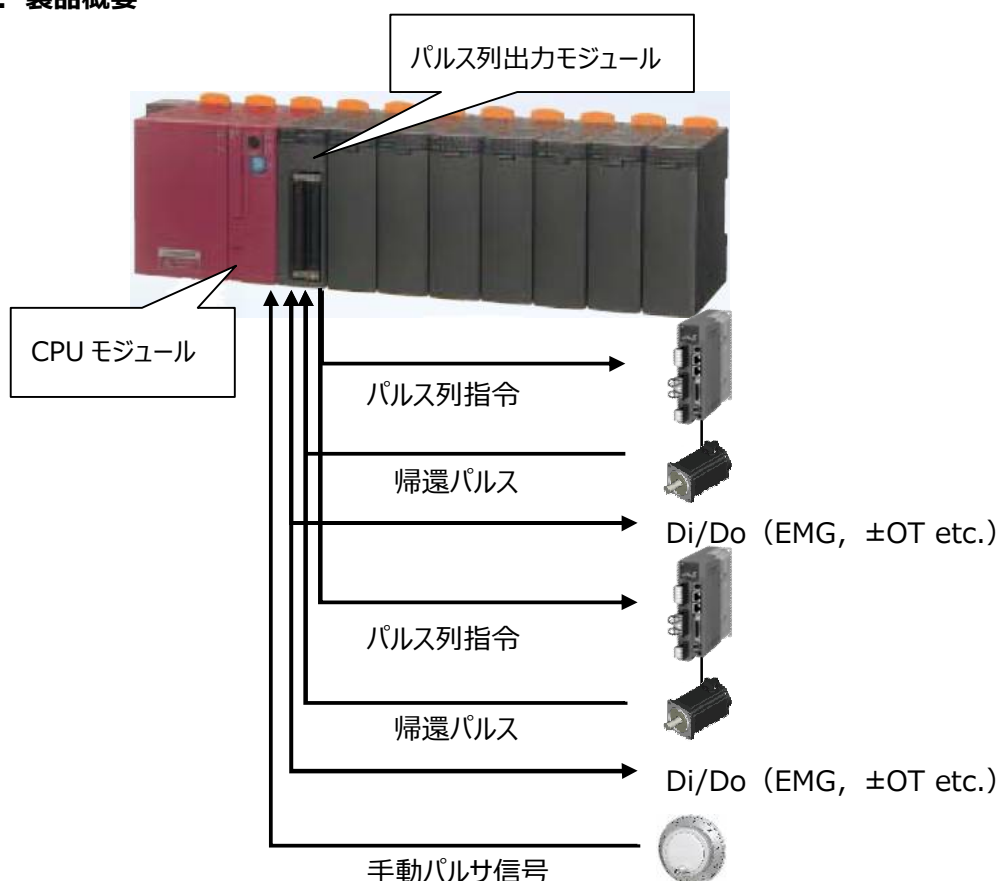 製品概要
パルス列出力モジュール
CPU モジュール
パルス列指令
帰還パルス
Di/Do（EMG，±OT etc.）
パルス列指令
帰還パルス
Di/Do（EMG，±OT etc.）
手動パルサ信号